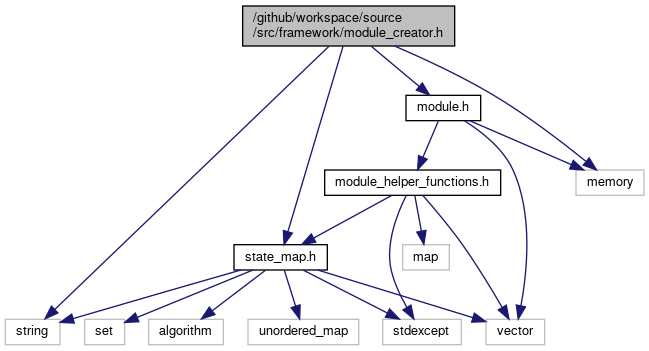 /github/workspace/source
/src/framework/module_creator.h
module.h
module_helper_functions.h
memory
state_map.h
map
string
set
algorithm
unordered_map
stdexcept
vector